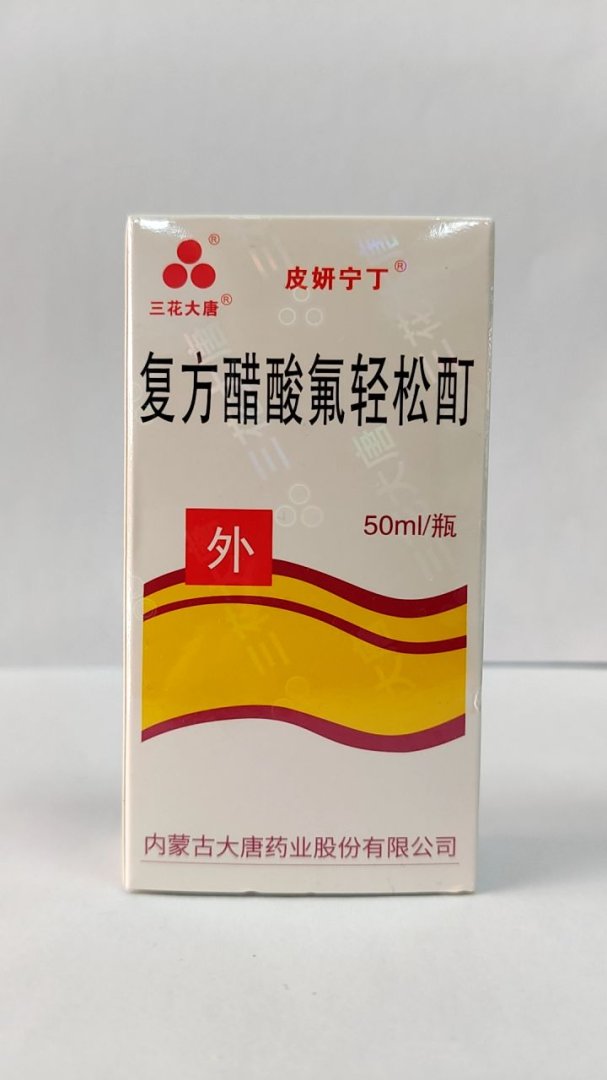 三花大唐®
皮妍宁丁®
复方醋酸氟轻松酊
50ml/瓶
外
内蒙古大唐药业股份有限公司